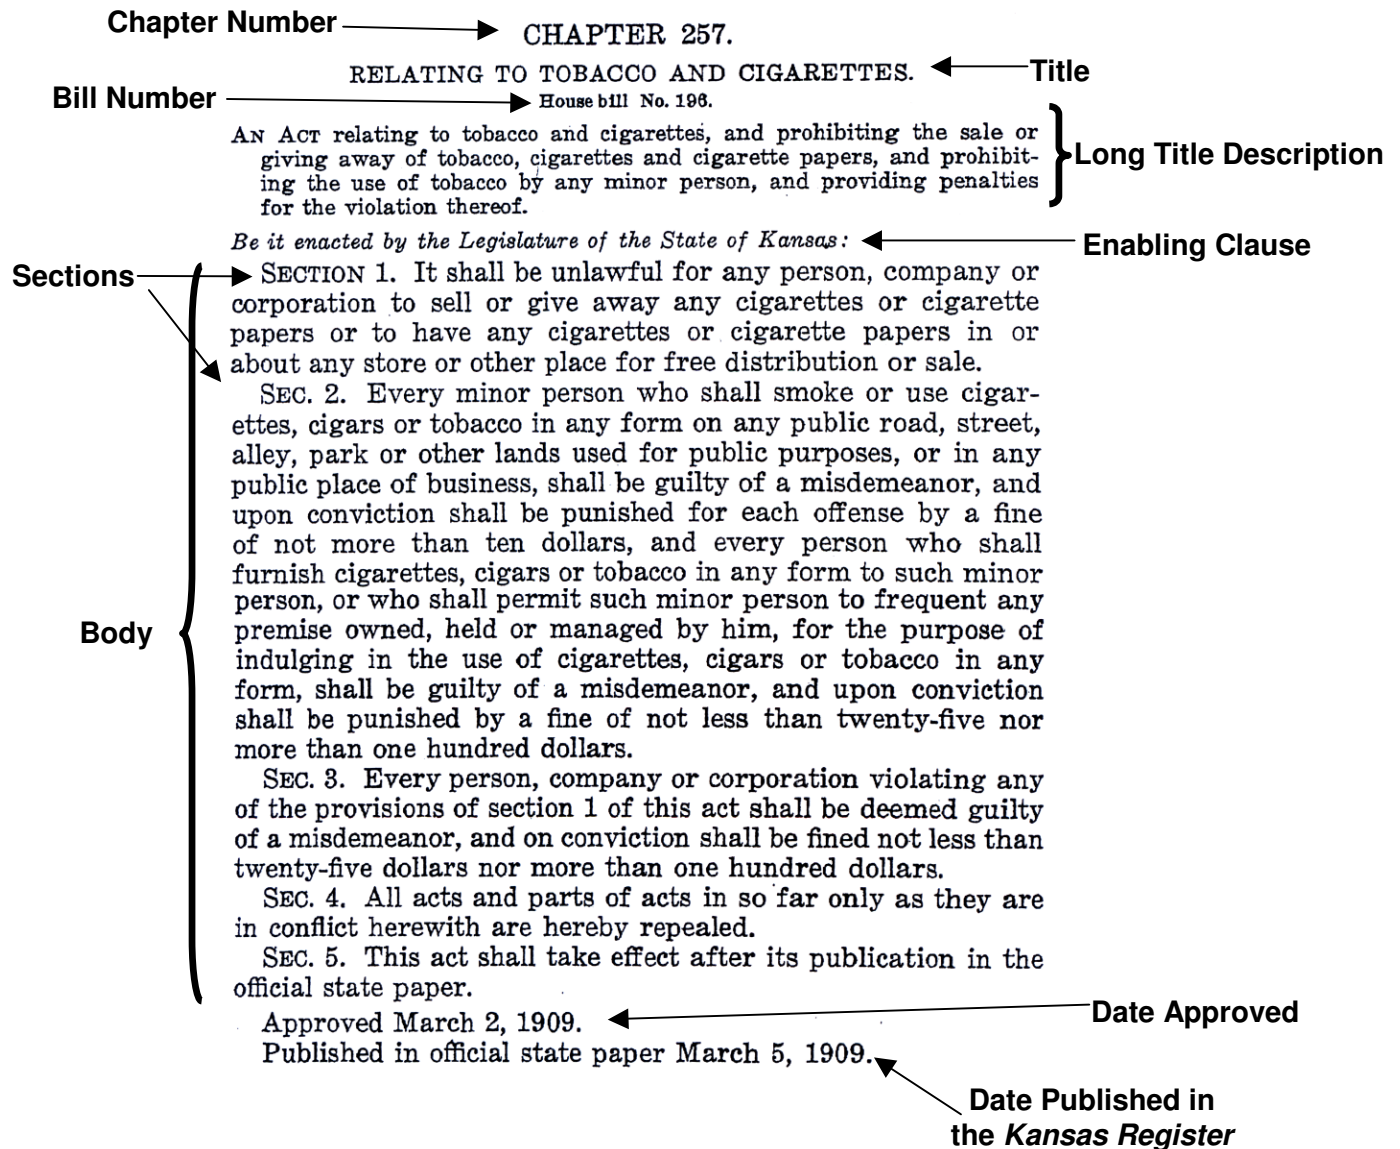 Chapter Number
CHAPTER 257.
RELATING TO TOBACCO AND CIGARETTES.
Title
Bill Number
House bill No. 196.
AN ACT relating to tobacco and cigarettes, and prohibiting the sale or
giving away of tobacco, cigarettes and cigarette papers, and prohibit-
ing the use of tobacco by any minor person, and providing penalties
for the violation thereof.
Long Title Description
Be it enacted by the Legislature of the State of Kansas:
Enabling Clause
Sections
SECTION 1. It shall be unlawful for any person, company or
corporation to sell or give away any cigarettes or cigarette
papers or to have any cigarettes or cigarette papers in or
about any store or other place for free distribution or sale.
SEC. 2. Every minor person who shall smoke or use cigar-
ettes, cigars or tobacco in any form on any public road, street,
alley, park or other lands used for public purposes, or in any
public place of business, shall be guilty of a misdemeanor, and
upon conviction shall be punished for each offense by a fine
of not more than ten dollars, and every person who shall
furnish cigarettes, cigars or tobacco in any form to such minor
person, or who shall permit such minor person to frequent any
premise owned, held or managed by him, for the purpose of
indulging in the use of cigarettes, cigars or tobacco in any
form, shall be guilty of a misdemeanor, and upon conviction
shall be punished by a fine of not less than twenty-five nor
more than one hundred dollars.
Body
SEC. 3. Every person, company or corporation violating any
of the provisions of section 1 of this act shall be deemed guilty
of a misdemeanor, and on conviction shall be fined not less than
twenty-five dollars nor more than one hundred dollars.
SEC. 4. All acts and parts of acts in so far only as they are
in conflict herewith are hereby repealed.
SEC. 5. This act shall take effect after its publication in the
official state paper.
Approved March 2, 1909.
Date Approved
Published in official state paper March 5, 1909.
Date Published in
the Kansas Register